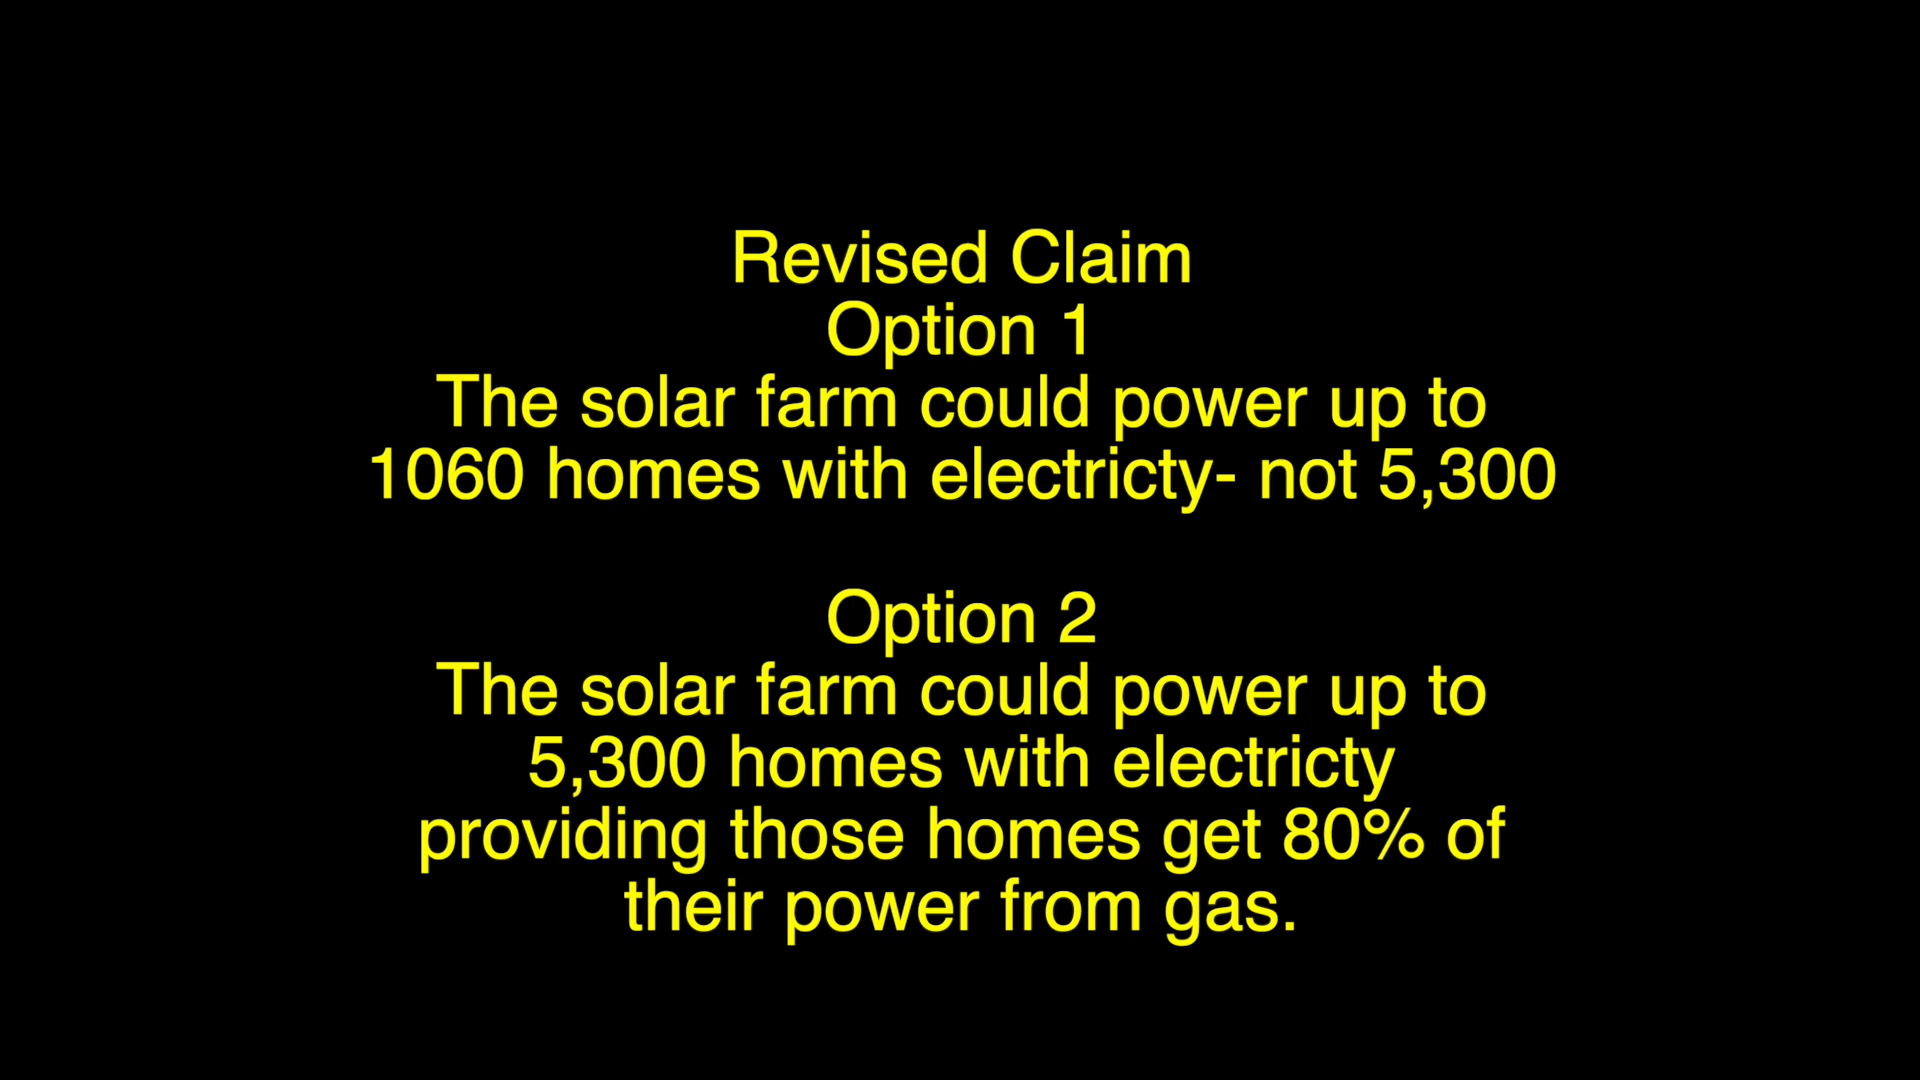 Revised Claim
Option 1
The solar farm could power up to
1060 homes with electricty- not 5,300
Option 2
The solar farm could power up to
5,300 homes with electricty
providing those homes get 80% of
their power from gas.